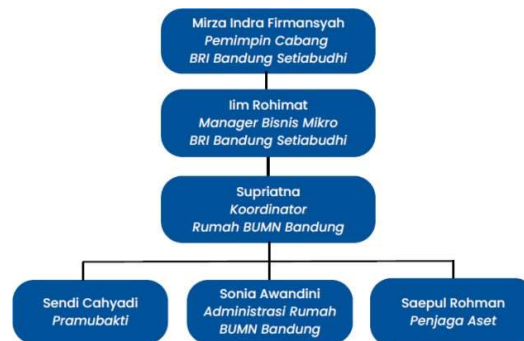 Mirza Indra Firmansyah
Pemimpin Cabang
BRI Bandung Setiabudhi
Iim Rohimat
Manager Bisnis Mikro
BRI Bandung Setiabudhi
Supriatna
Koordinator
Rumah BUMN Bandung
Sendi Cahyadi
Pramubakti
Sonia Awandini
Administrasi Rumah
BUMN Bandung
Saepul Rohman
Penjaga Aset